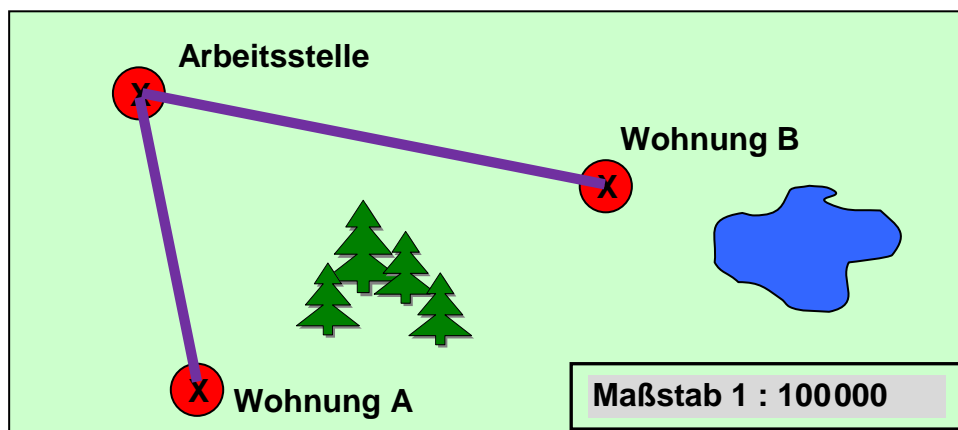 Arbeitsstelle
X
Wohnung B
X
X
Wohnung A
Maßstab 1 : 100000